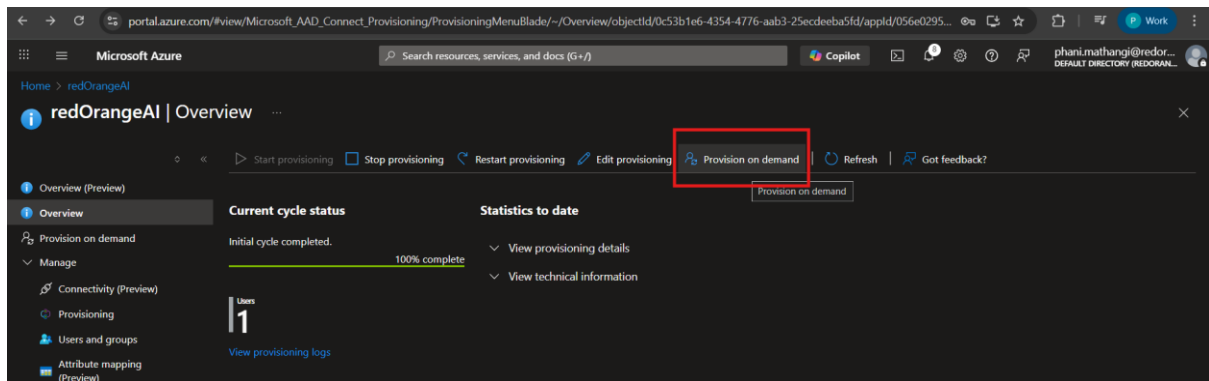 portal.azure.com/#view/Microsoft_AAD_Connect_Provisioning/ProvisioningMenuBlade/~/Overview/objectId/0c53b1e6-4354-4776-aab3-25ecdeeba5fd/appId/056e0295...
Work
Microsoft Azure
Search resources, services, and docs (G+/)
Copilot
8
phani.mathangi@redor...
DEFAULT DIRECTORY (REDORAN...
Home > redOrangeAI
redOrangeAI | Overview ...
Start provisioning
Stop provisioning
Restart provisioning
Edit provisioning
Provision on demand
Refresh
Got feedback?
Provision on demand
Overview (Preview)
Overview
Provision on demand
Manage
Connectivity (Preview)
Provisioning
Users and groups
Attribute mapping
(Preview)
Current cycle status
Initial cycle completed.
100% complete
Users
1
View provisioning logs
Statistics to date
View provisioning details
View technical information